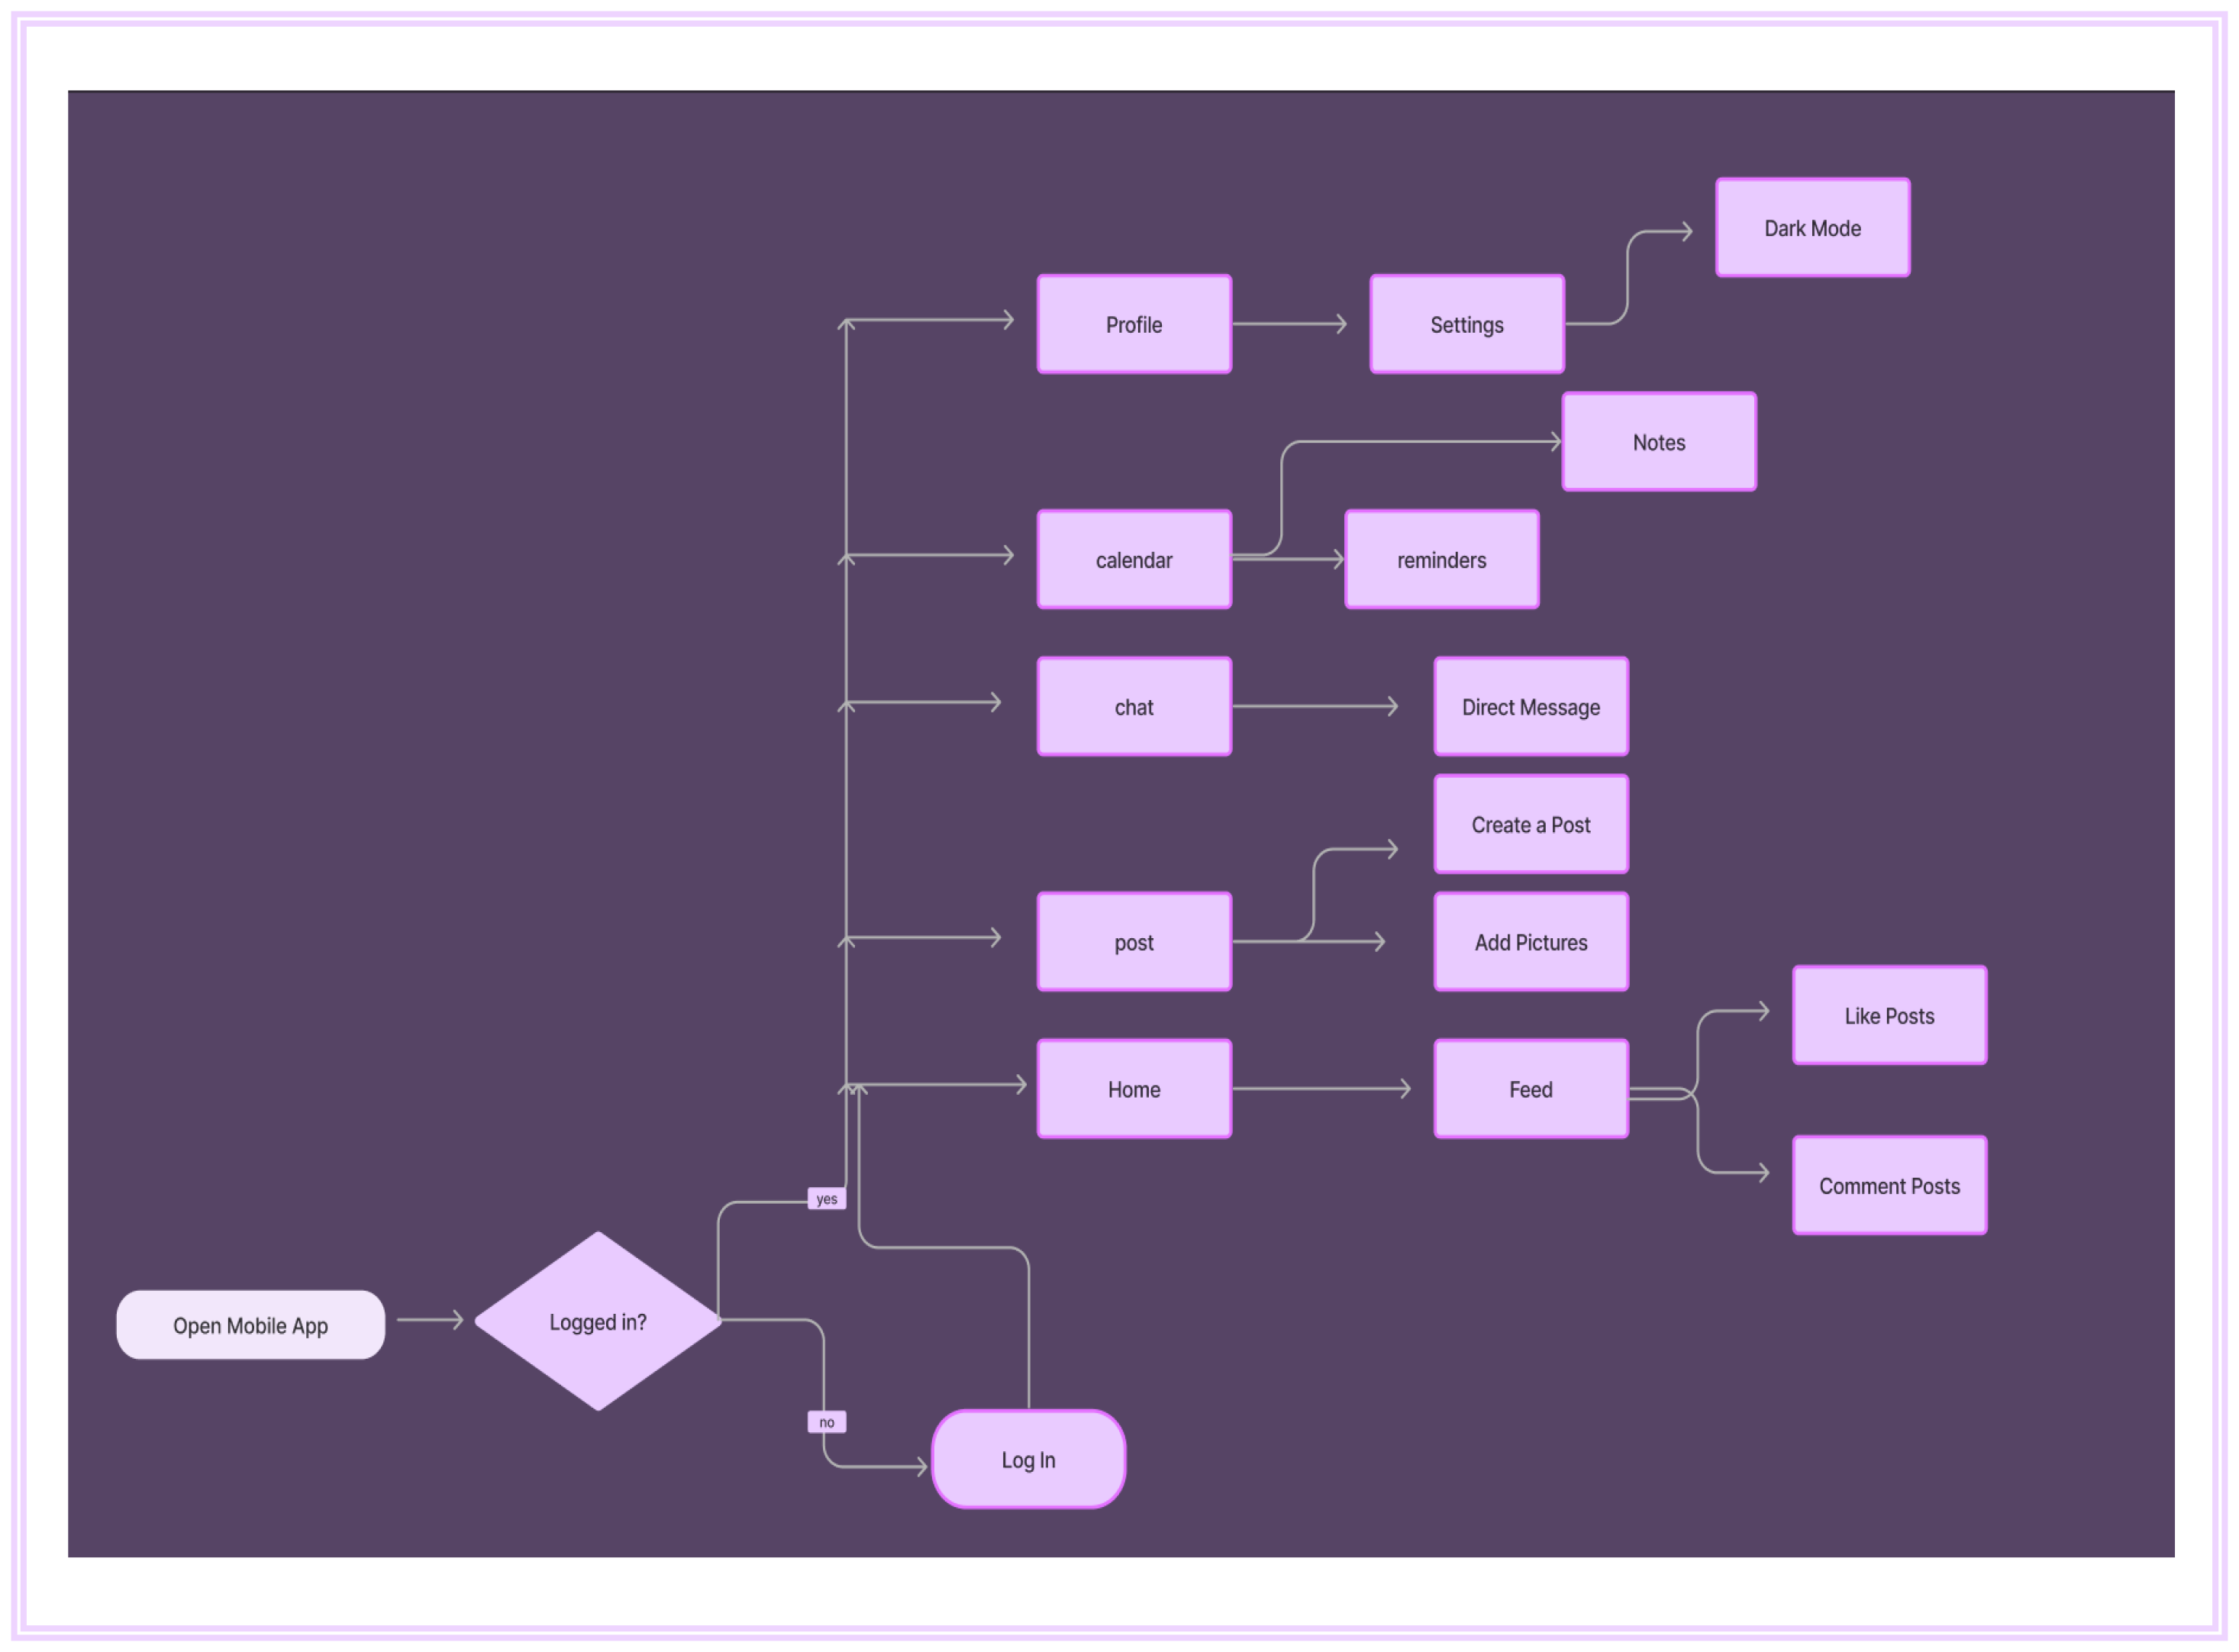 Dark Mode
Profile
Settings
Notes
calendar
reminders
chat
Direct Message
Create a Post
post
Add Pictures
Like Posts
Home
Feed
Comment Posts
yes
Open Mobile App
Logged in?
no
Log In